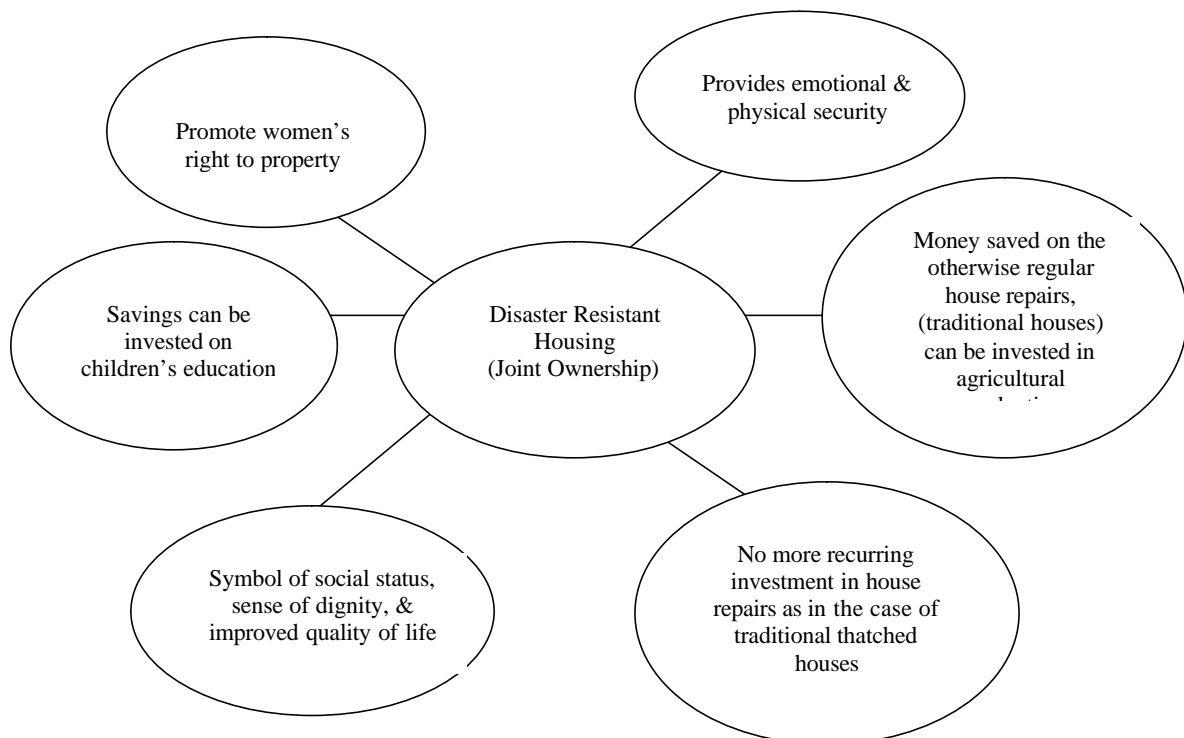 Provides emotional &
physical security
Promote women’s
right to property
Money saved on the
otherwise regular
house repairs,
(traditional houses)
can be invested in
agricultural
Savings can be
invested on
children’s education
Disaster Resistant
Housing
(Joint Ownership)
Symbol of social status,
sense of dignity, &
improved quality of life
No more recurring
investment in house
repairs as in the case of
traditional thatched
houses